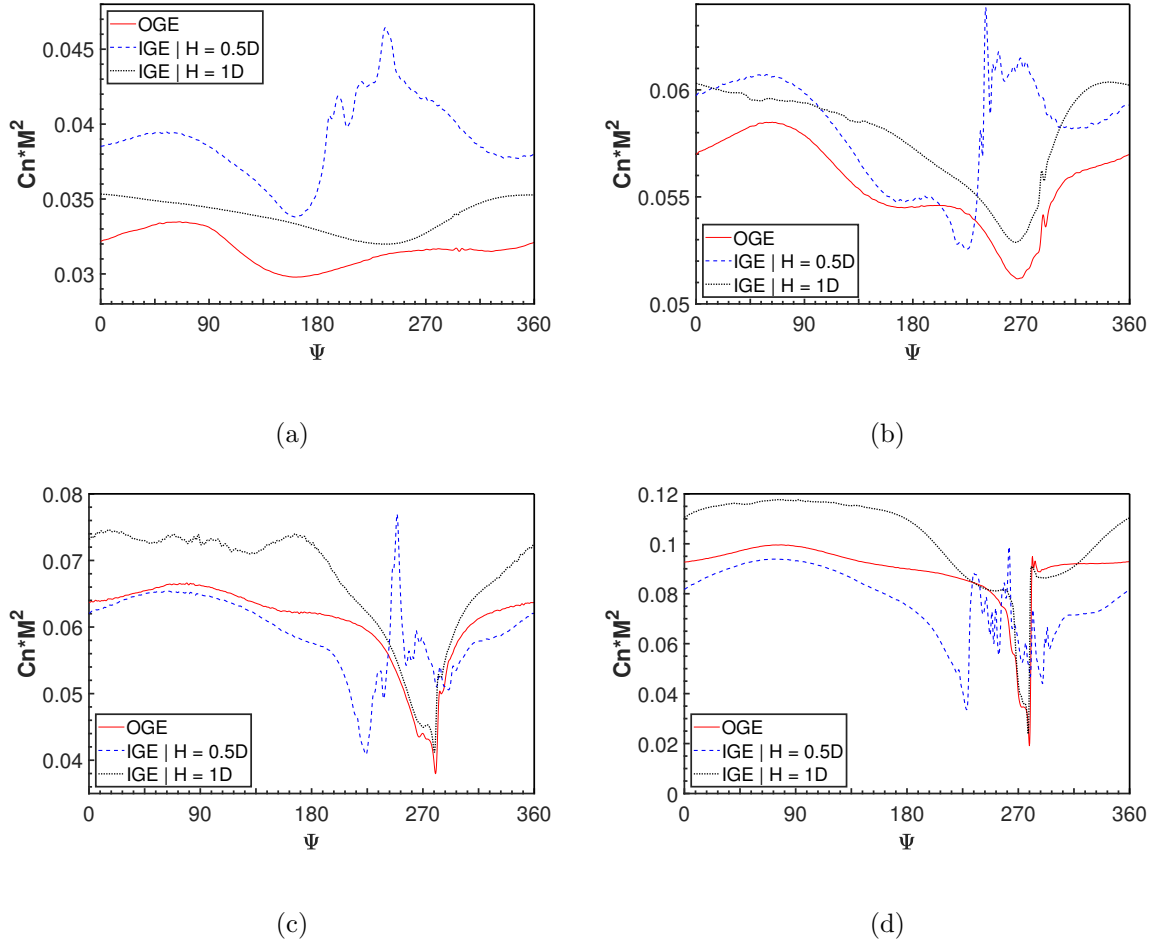 OGE
IGE | H = 0.5D
IGE | H = 1D
0.045
0.04
0.035
0.03
Cn*M²
0 90 180 270 360
Ψ
(a)
0.06
0.055
0.05
Cn*M²
OGE
IGE | H = 0.5D
IGE | H = 1D
0 90 180 270 360
Ψ
(b)
0.08
0.07
0.06
0.05
0.04
Cn*M²
OGE
IGE | H = 0.5D
IGE | H = 1D
0 90 180 270 360
Ψ
(c)
0.12
0.1
0.08
0.06
0.04
0.02
0
Cn*M²
OGE
IGE | H = 0.5D
IGE | H = 1D
0 90 180 270 360
Ψ
(d)